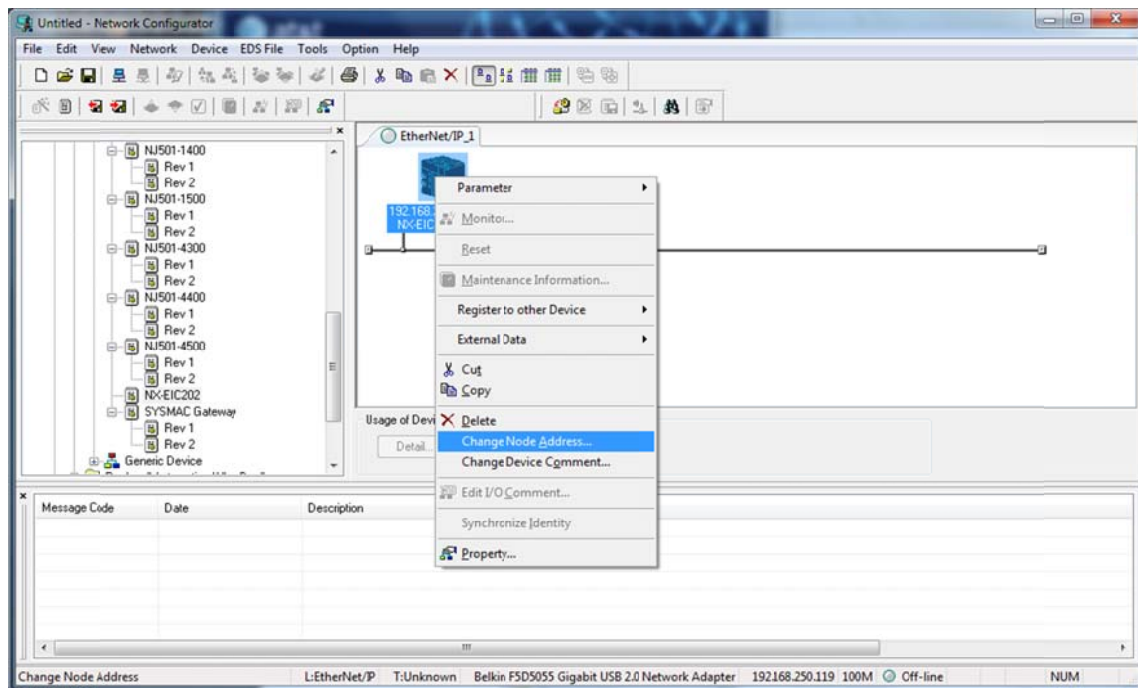 Untitled - Network Configurator
File Edit View Network Device EDS File Tools Option Help
EtherNet/IP_1
NJ501-1400
Rev 1
Rev 2
NJ501-1500
Rev 1
Rev 2
NJ501-4300
Rev 1
Rev 2
NJ501-4400
Rev 1
Rev 2
NJ501-4500
Rev 1
Rev 2
NX-EIC202
SYSMAC Gateway
Rev 1
Rev 2
Generic Device
192.168.
NX-EIC
Parameter
Monitor...
Reset
Maintenance Information...
Register to other Device
External Data
Cut
Copy
Delete
Change Node Address...
Change Device Comment...
Edit I/O Comment...
Synchronize Identity
Property...
Usage of Devi
Detail...
Message Code Date Description
Change Node Address L:EtherNet/IP T:Unknown Belkin F5D5055 Gigabit USB 2.0 Network Adapter 192.168.250.119 100M Off-line NUM